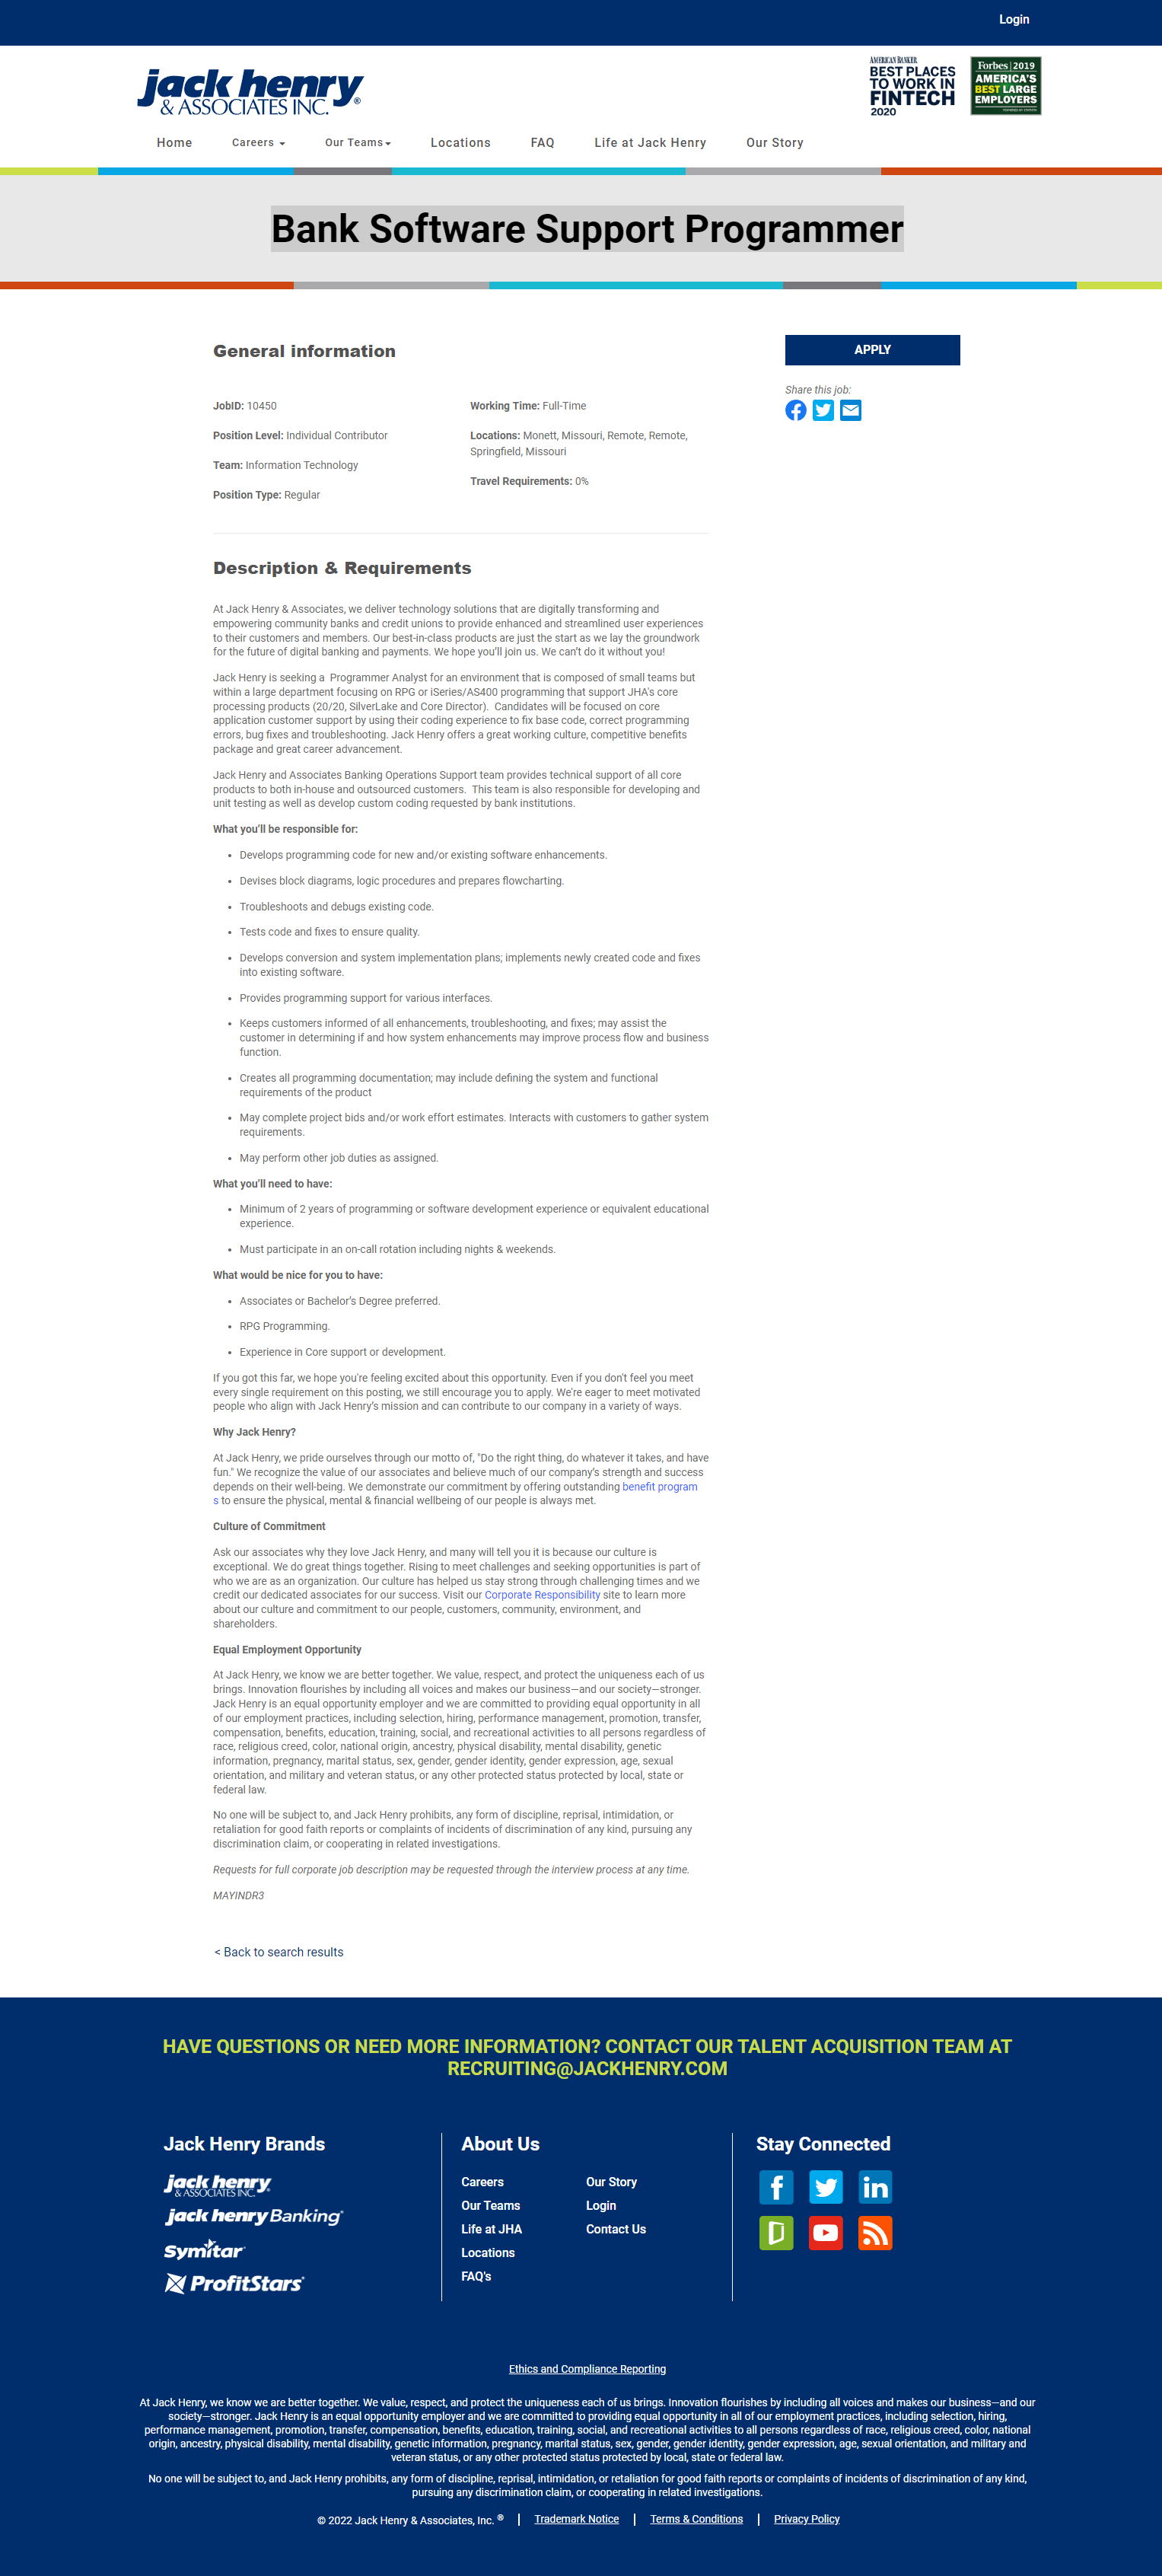 Login
jack henry®
& ASSOCIATES INC.
AMERICAN BANKER
BEST PLACES
TO WORK IN
FINTECH
2020
Forbes | 2019
AMERICA'S
BEST LARGE
EMPLOYERS
Home Careers Our Teams Locations FAQ Life at Jack Henry Our Story
Bank Software Support Programmer
General information
JobID: 10450
Position Level: Individual Contributor
Team: Information Technology
Position Type: Regular
Working Time: Full-Time
Locations: Monett, Missouri, Remote, Remote,
Springfield, Missouri
Travel Requirements: 0%
APPLY
Share this job:
Description & Requirements
At Jack Henry & Associates, we deliver technology solutions that are digitally transforming and
empowering community banks and credit unions to provide enhanced and streamlined user experiences
to their customers and members. Our best-in-class products are just the start as we lay the groundwork
for the future of digital banking and payments. We hope you'll join us. We can't do it without you!
Jack Henry is seeking a  Programmer Analyst for an environment that is composed of small teams but
within a large department focusing on RPG or iSeries/AS400 programming that support JHA's core
processing products (20/20, SilverLake and Core Director).  Candidates will be focused on core
application customer support by using their coding experience to fix base code, correct programming
errors, bug fixes and troubleshooting. Jack Henry offers a great working culture, competitive benefits
package and great career advancement.
Jack Henry and Associates Banking Operations Support team provides technical support of all core
products to both in-house and outsourced customers.  This team is also responsible for developing and
unit testing as well as develop custom coding requested by bank institutions.
What you'll be responsible for:
• Develops programming code for new and/or existing software enhancements.
• Devises block diagrams, logic procedures and prepares flowcharting.
• Troubleshoots and debugs existing code.
• Tests code and fixes to ensure quality.
• Develops conversion and system implementation plans; implements newly created code and fixes
into existing software.
• Provides programming support for various interfaces.
• Keeps customers informed of all enhancements, troubleshooting, and fixes; may assist the
customer in determining if and how system enhancements may improve process flow and business
function.
• Creates all programming documentation; may include defining the system and functional
requirements of the product
• May complete project bids and/or work effort estimates. Interacts with customers to gather system
requirements.
• May perform other job duties as assigned.
What you'll need to have:
• Minimum of 2 years of programming or software development experience or equivalent educational
experience.
• Must participate in an on-call rotation including nights & weekends.
What would be nice for you to have:
• Associates or Bachelor's Degree preferred.
• RPG Programming.
• Experience in Core support or development.
If you got this far, we hope you're feeling excited about this opportunity. Even if you don't feel you meet
every single requirement on this posting, we still encourage you to apply. We're eager to meet motivated
people who align with Jack Henry's mission and can contribute to our company in a variety of ways.
Why Jack Henry?
At Jack Henry, we pride ourselves through our motto of, "Do the right thing, do whatever it takes, and have
fun." We recognize the value of our associates and believe much of our company's strength and success
depends on their well-being. We demonstrate our commitment by offering outstanding benefit program
s to ensure the physical, mental & financial wellbeing of our people is always met.
Culture of Commitment
Ask our associates why they love Jack Henry, and many will tell you it is because our culture is
exceptional. We do great things together. Rising to meet challenges and seeking opportunities is part of
who we are as an organization. Our culture has helped us stay strong through challenging times and we
credit our dedicated associates for our success. Visit our Corporate Responsibility site to learn more
about our culture and commitment to our people, customers, community, environment, and
shareholders.
Equal Employment Opportunity
At Jack Henry, we know we are better together. We value, respect, and protect the uniqueness each of us
brings. Innovation flourishes by including all voices and makes our business—and our society—stronger.
Jack Henry is an equal opportunity employer and we are committed to providing equal opportunity in all
of our employment practices, including selection, hiring, performance management, promotion, transfer,
compensation, benefits, education, training, social, and recreational activities to all persons regardless of
race, religious creed, color, national origin, ancestry, physical disability, mental disability, genetic
information, pregnancy, marital status, sex, gender, gender identity, gender expression, age, sexual
orientation, and military and veteran status, or any other protected status protected by local, state or
federal law.
No one will be subject to, and Jack Henry prohibits, any form of discipline, reprisal, intimidation, or
retaliation for good faith reports or complaints of incidents of discrimination of any kind, pursuing any
discrimination claim, or cooperating in related investigations.
Requests for full corporate job description may be requested through the interview process at any time.
MAYINDR3
< Back to search results
HAVE QUESTIONS OR NEED MORE INFORMATION? CONTACT OUR TALENT ACQUISITION TEAM AT
RECRUITING@JACKHENRY.COM
Jack Henry Brands
jack henry
& ASSOCIATES INC.
jack henry Banking
Symitar
ProfitStars
About Us
Careers
Our Teams
Life at JHA
Locations
FAQ's
Our Story
Login
Contact Us
Stay Connected
Ethics and Compliance Reporting
At Jack Henry, we know we are better together. We value, respect, and protect the uniqueness each of us brings. Innovation flourishes by including all voices and makes our business—and our
society—stronger. Jack Henry is an equal opportunity employer and we are committed to providing equal opportunity in all of our employment practices, including selection, hiring,
performance management, promotion, transfer, compensation, benefits, education, training, social, and recreational activities to all persons regardless of race, religious creed, color, national
origin, ancestry, physical disability, mental disability, genetic information, pregnancy, marital status, sex, gender, gender identity, gender expression, age, sexual orientation, and military and
veteran status, or any other protected status protected by local, state or federal law.
No one will be subject to, and Jack Henry prohibits, any form of discipline, reprisal, intimidation, or retaliation for good faith reports or complaints of incidents of discrimination of any kind,
pursuing any discrimination claim, or cooperating in related investigations.
© 2022 Jack Henry & Associates, Inc. ® | Trademark Notice | Terms & Conditions | Privacy Policy